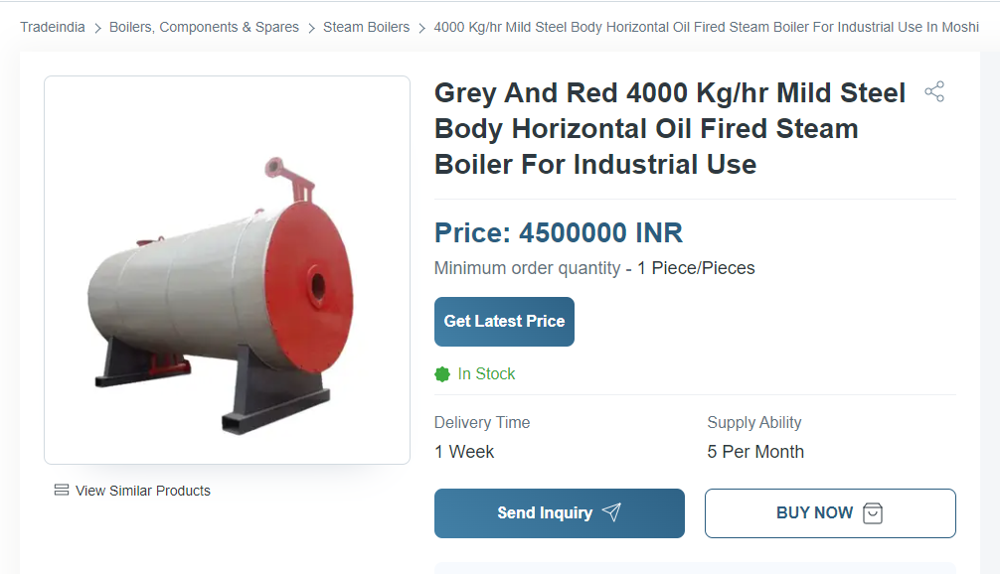 Tradeindia > Boilers, Components & Spares > Steam Boilers > 4000 Kg/hr Mild Steel Body Horizontal Oil Fired Steam Boiler For Industrial Use In Moshi
Grey And Red 4000 Kg/hr Mild Steel
Body Horizontal Oil Fired Steam
Boiler For Industrial Use
Price: 4500000 INR
Minimum order quantity - 1 Piece/Pieces
Get Latest Price
In Stock
Delivery Time
Supply Ability
1 Week
5 Per Month
View Similar Products
Send Inquiry
BUY NOW